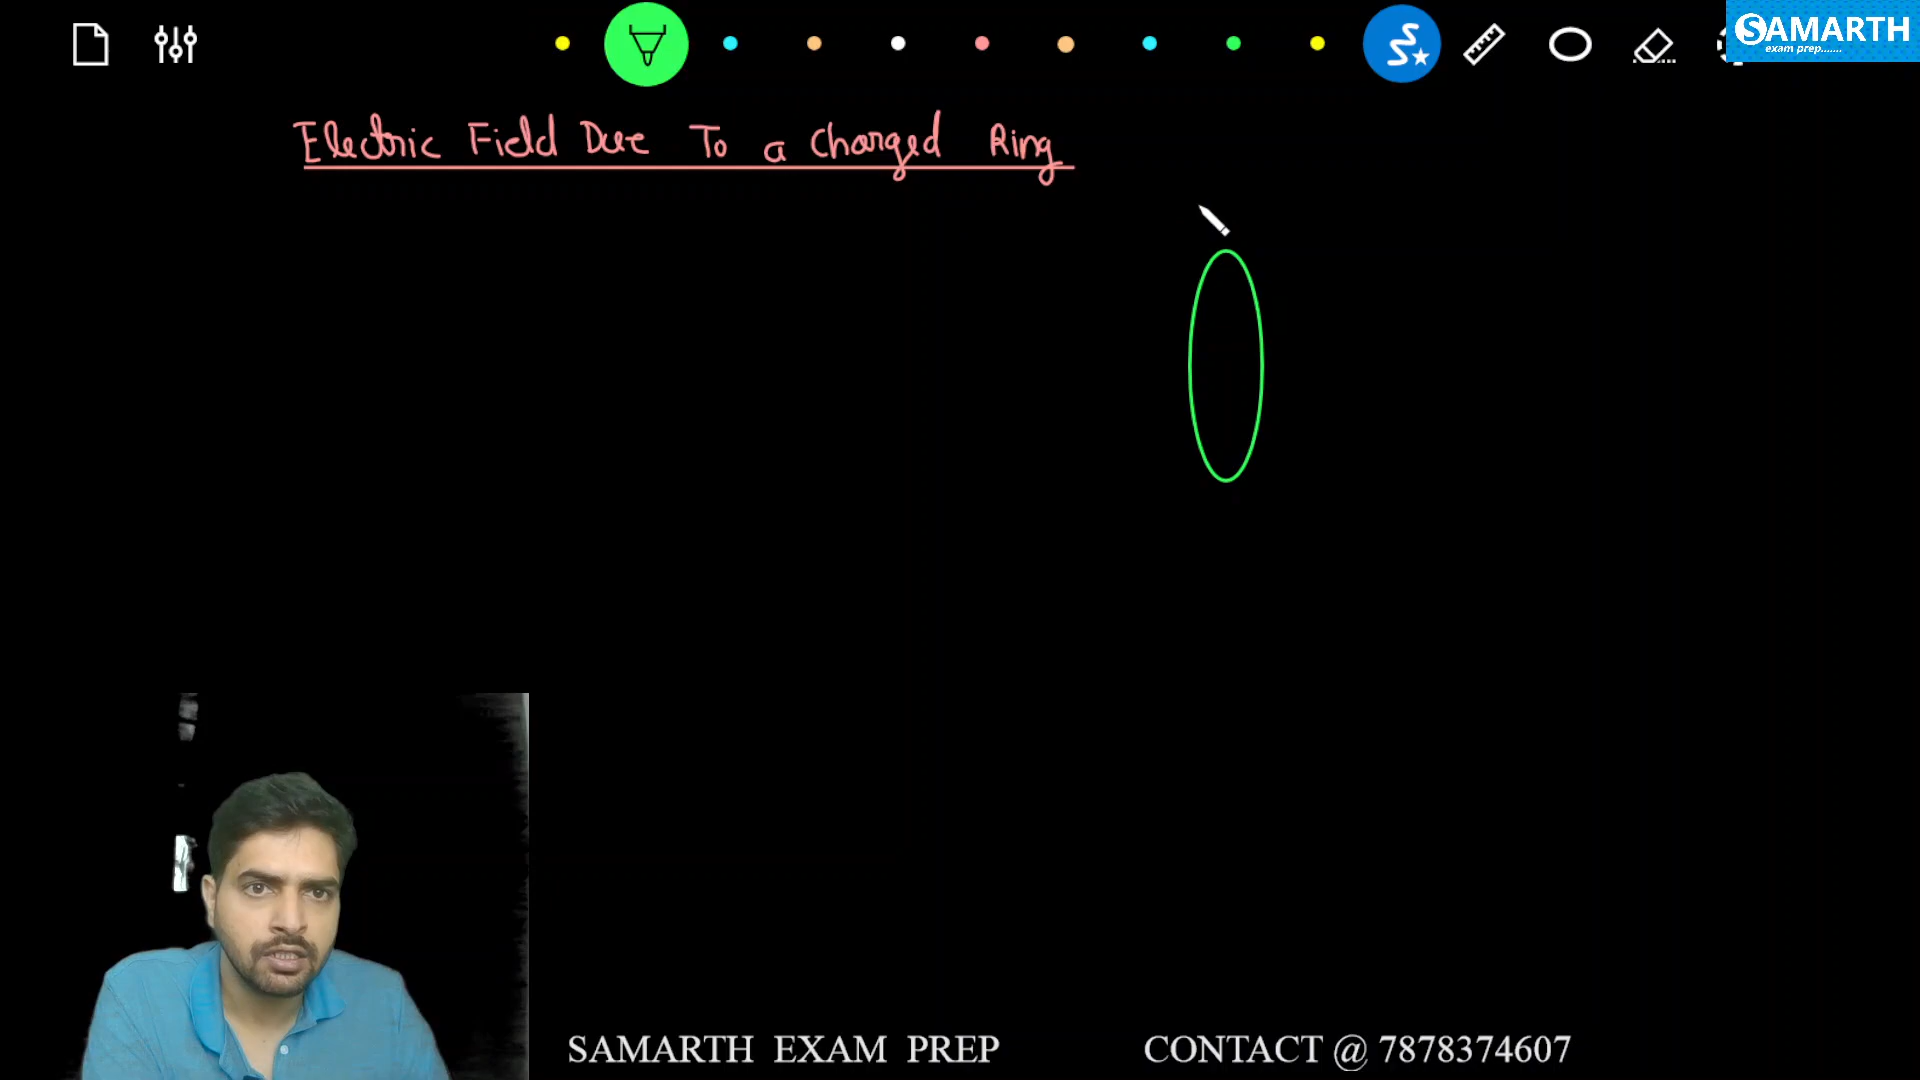 SAMARTH
exam prep.......
Electric Field Due To a Charged Ring
SAMARTH EXAM PREP
CONTACT @ 7878374607